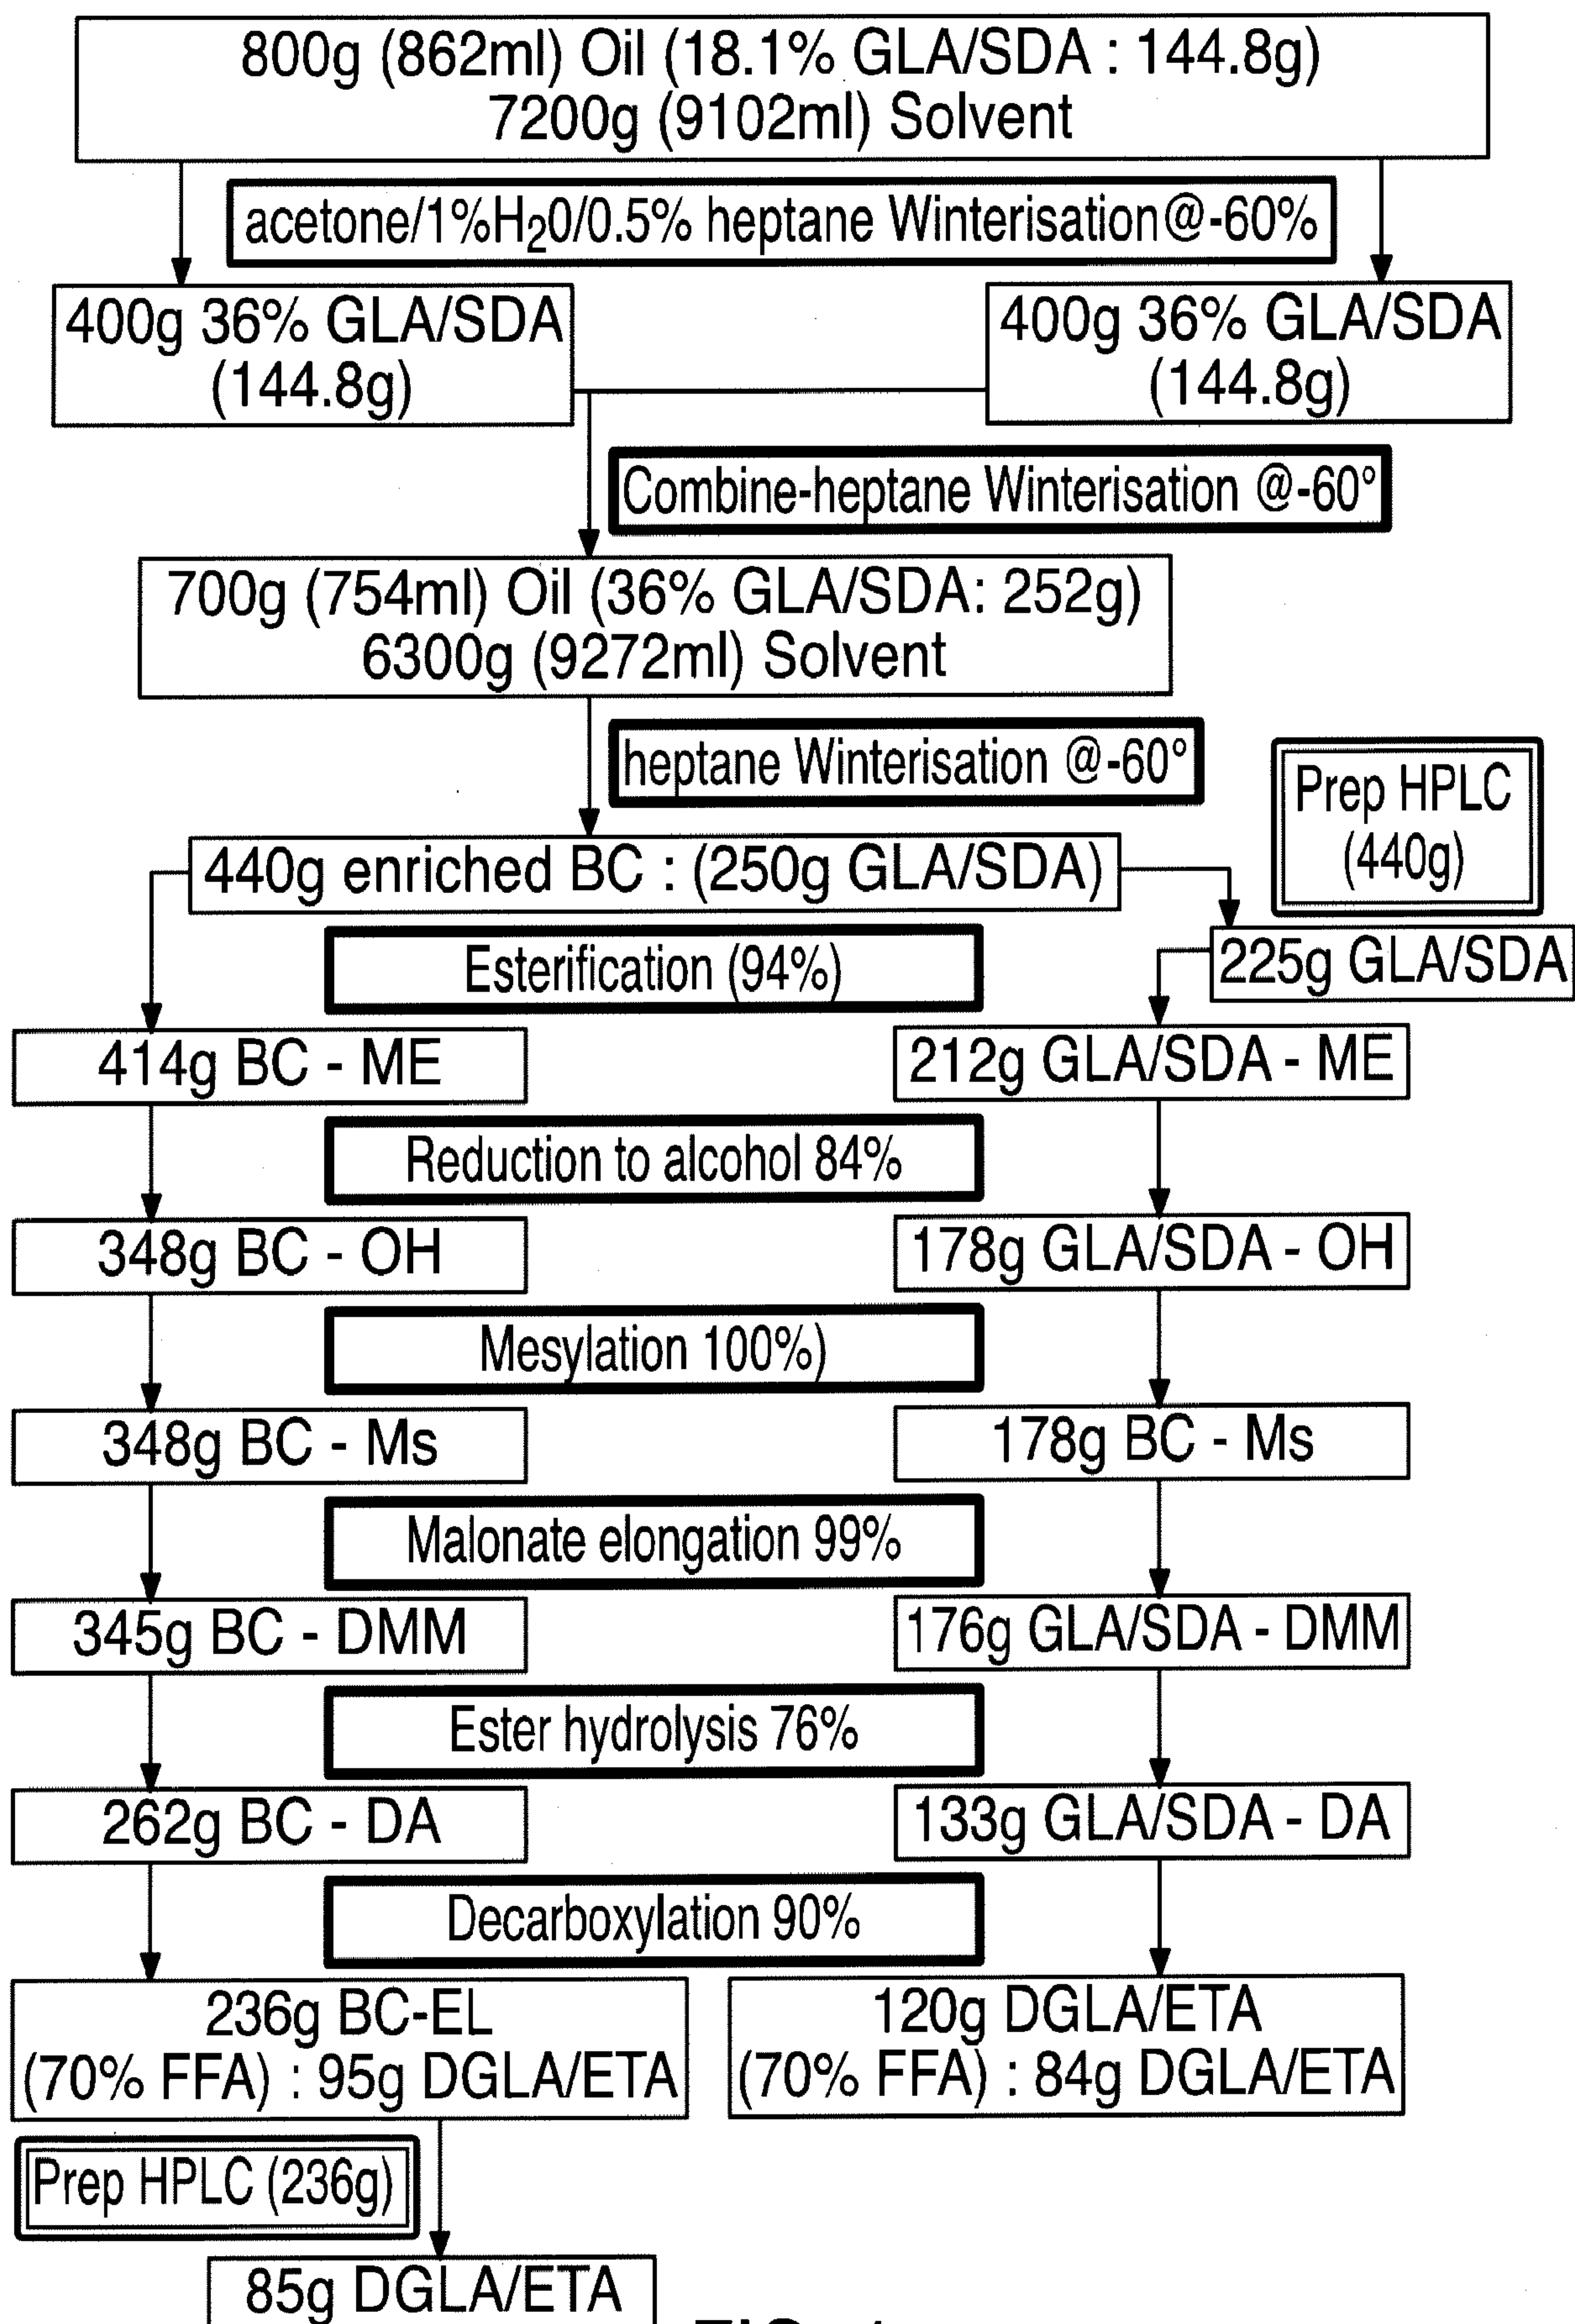 800g (862ml) Oil (18.1% GLA/SDA : 144.8g)
7200g (9102ml) Solvent
acetone/1%H₂0/0.5% heptane Winterisation@-60%
400g 36% GLA/SDA
(144.8g)
400g 36% GLA/SDA
(144.8g)
Combine-heptane Winterisation @-60°
700g (754ml) Oil (36% GLA/SDA: 252g)
6300g (9272ml) Solvent
heptane Winterisation @-60°
Prep HPLC
(440g)
440g enriched BC : (250g GLA/SDA)
225g GLA/SDA
Esterification (94%)
414g BC - ME
212g GLA/SDA - ME
Reduction to alcohol 84%
348g BC - OH
178g GLA/SDA - OH
Mesylation 100%)
348g BC - Ms
178g BC - Ms
Malonate elongation 99%
345g BC - DMM
176g GLA/SDA - DMM
Ester hydrolysis 76%
262g BC - DA
133g GLA/SDA - DA
Decarboxylation 90%
236g BC-EL
(70% FFA) : 95g DGLA/ETA
120g DGLA/ETA
(70% FFA) : 84g DGLA/ETA
Prep HPLC (236g)
85g DGLA/ETA